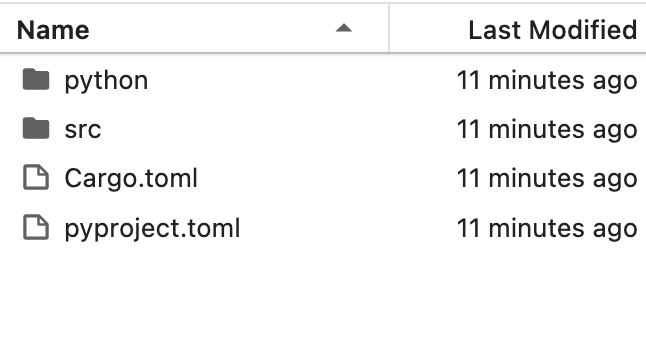 Name Last Modified
python 11 minutes ago
src 11 minutes ago
Cargo.toml 11 minutes ago
pyproject.toml 11 minutes ago